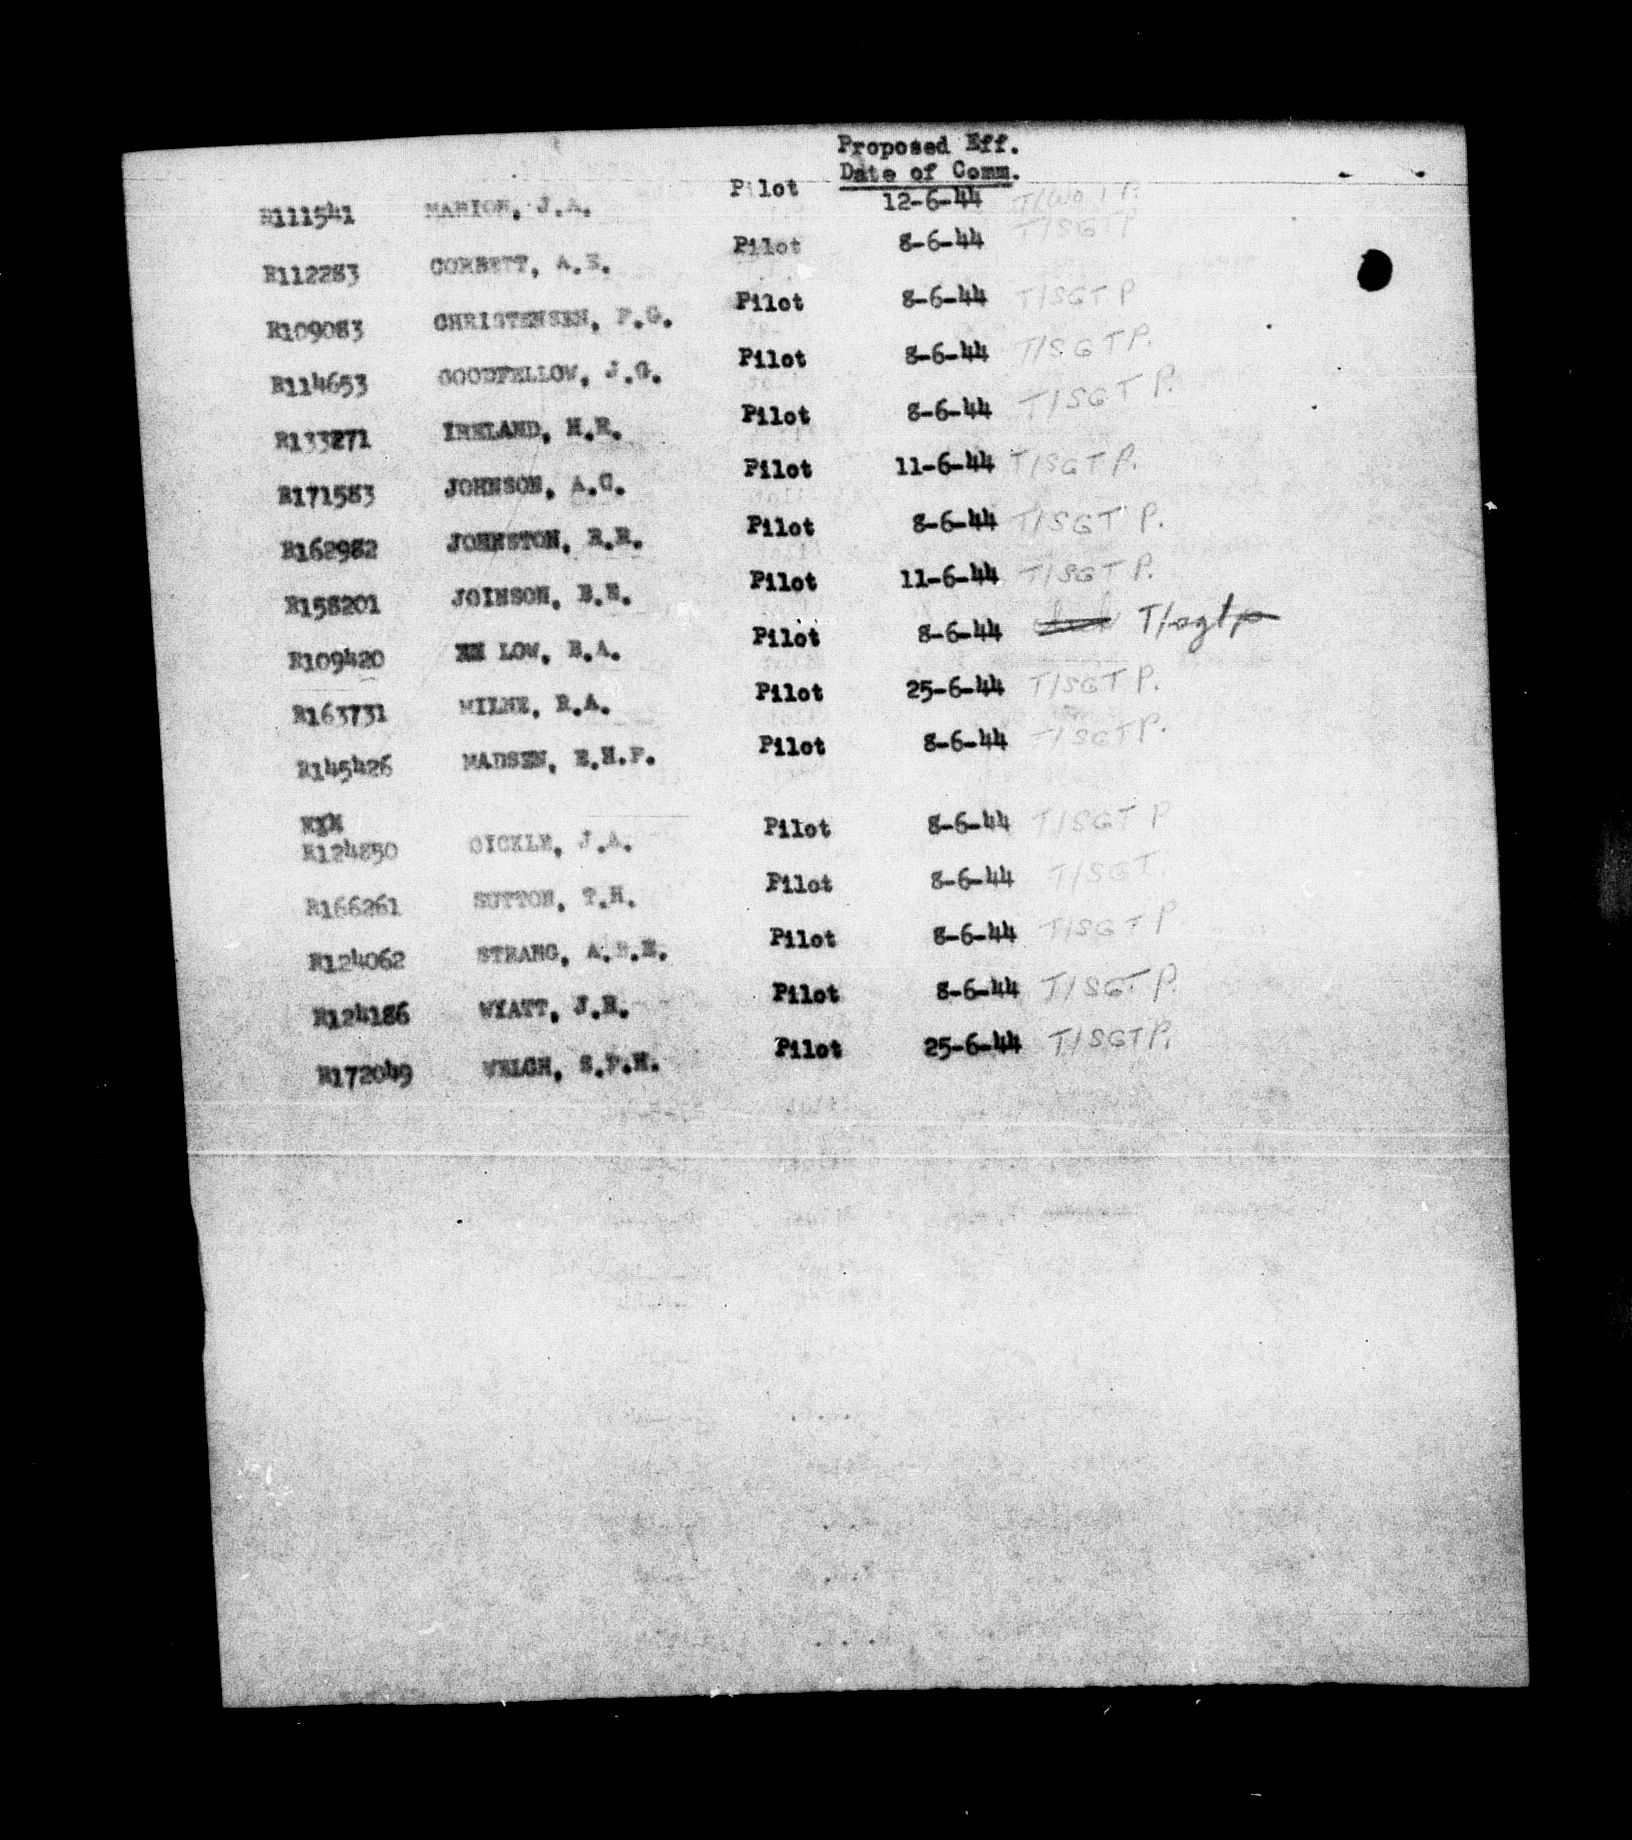 Proposed Eff.
Date of Comm.
R111541 MARION, J.A. Pilot 12-6-44 T/WO 1 P.
R112283 CORBETT, A.E. Pilot 8-6-44 T/SGT P
R109083 CHRISTENSEN, F.G. Pilot 8-6-44 T/SGT P
R114653 GOODFELLOW, J.G. Pilot 8-6-44 T/SGT P.
R133271 IRELAND, H.R. Pilot 8-6-44 T/SGT P.
R171583 JOHNSON, A.C. Pilot 11-6-44 T/SGT P.
R162982 JOHNSTON, R.R. Pilot 8-6-44 T/SGT P.
R158201 JOINSON, B.E. Pilot 11-6-44 T/SGT P.
R109420 LOW, B.A. Pilot 8-6-44 T/sgt p
R163731 MILNE, R.A. Pilot 25-6-44 T/SGT P.
R145426 MADSEN, E.H.P. Pilot 8-6-44 T/SGT P.
R124850 OICKLE, J.A. Pilot 8-6-44 T/SGT P
R166261 SUTTON, T.H. Pilot 8-6-44 T/SGT.
R124062 STRANG, A.B.E. Pilot 8-6-44 T/SGT P
R124186 WYATT, J.H. Pilot 8-6-44 T/SGT P.
R172049 WELCH, S.F.H. Pilot 25-6-44 T/SGT P.